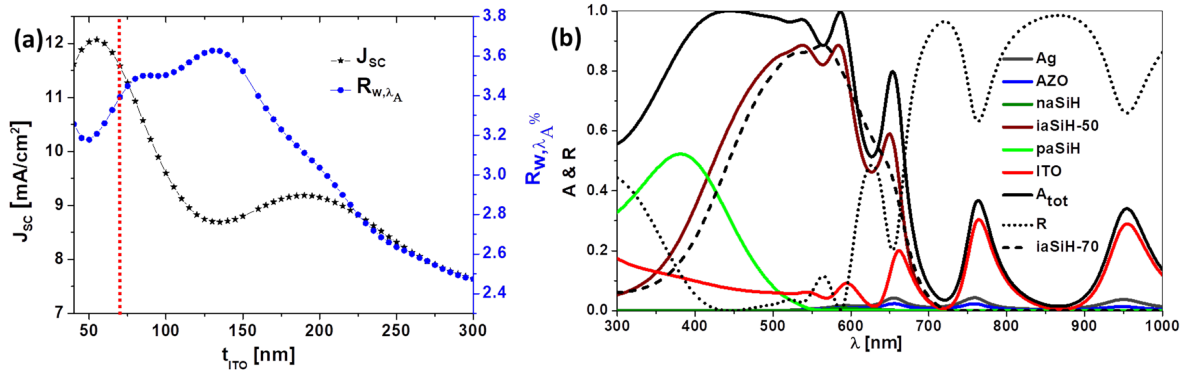 (a)
J_SC
R_w,λ_A
12
11
10
9
8
7
J_SC [mA/cm²]
3.8
3.6
3.4
3.2
3.0
2.8
2.6
2.4
R_w,λ_A%
50 100 150 200 250 300
t_ITO [nm]
(b)
1.0
0.8
0.6
0.4
0.2
0.0
A & R
Ag
AZO
naSiH
iaSiH-50
paSiH
ITO
A_tot
R
iaSiH-70
300 400 500 600 700 800 900 1000
λ [nm]